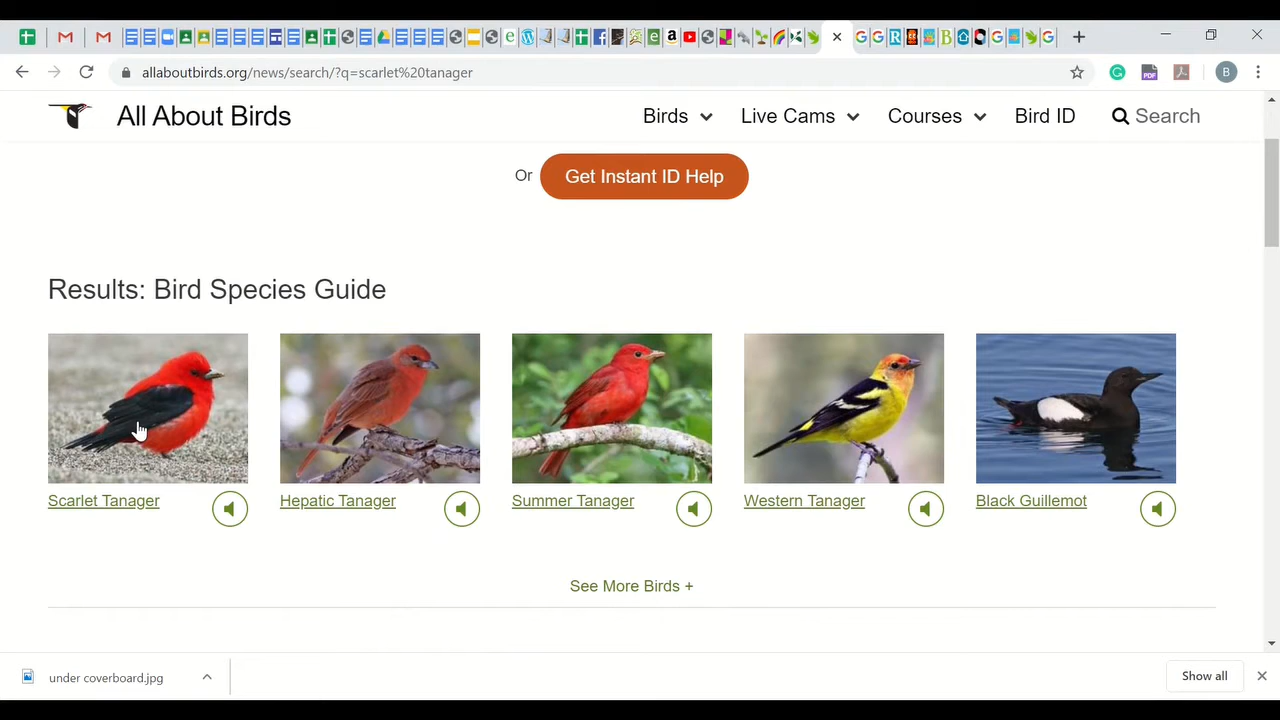 allaboutbirds.org/news/search/?q=scarlet%20tanager
PDF
B
All About Birds
Birds
Live Cams
Courses
Bird ID
Search
Or
Get Instant ID Help
Results: Bird Species Guide
Scarlet Tanager
Hepatic Tanager
Summer Tanager
Western Tanager
Black Guillemot
See More Birds +
under coverboard.jpg
Show all